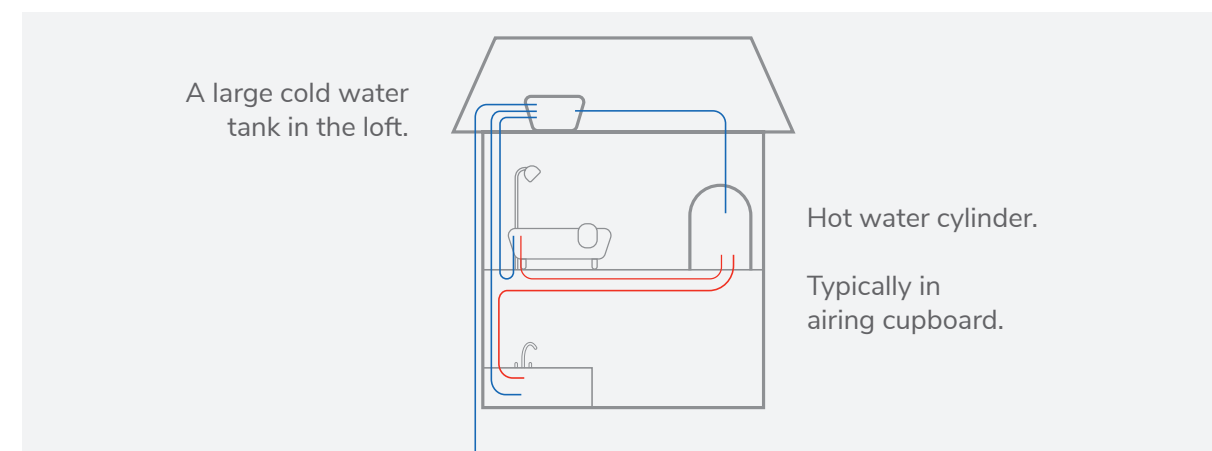 A large cold water
tank in the loft.
Hot water cylinder.
Typically in
airing cupboard.